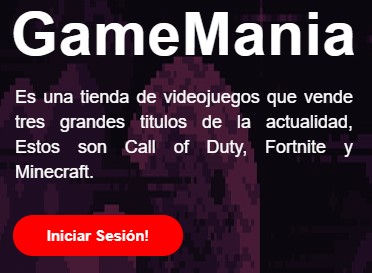 GameMania
Es una tienda de videojuegos que vende
tres grandes titulos de la actualidad,
Estos son Call of Duty, Fortnite y
Minecraft.
Iniciar Sesión!